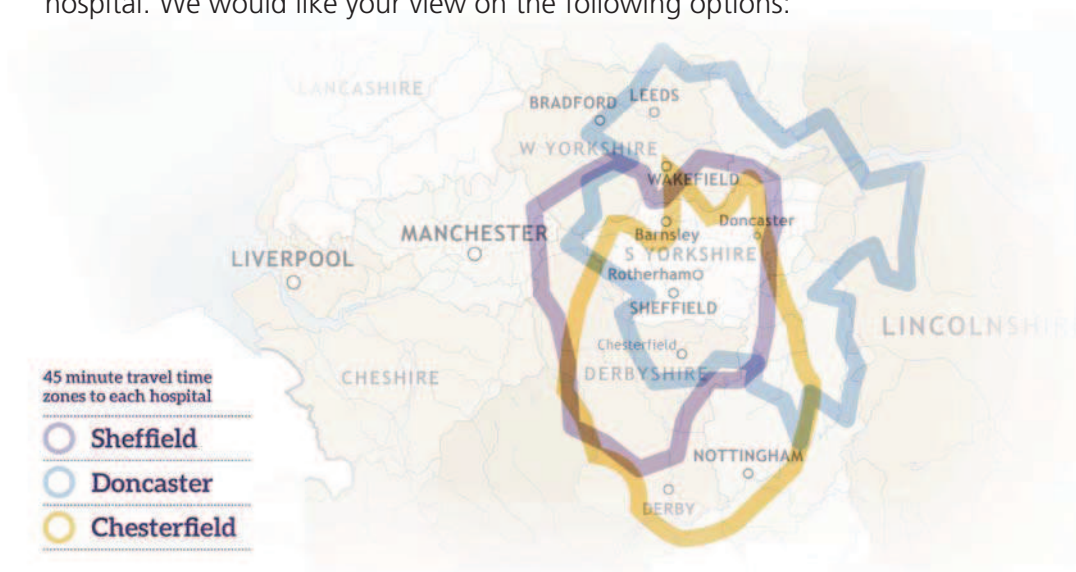 hospital. We would like your view on the following options:
LANCASHIRE
BRADFORD LEEDS
W YORKSHIRE
WAKEFIELD
Doncaster
MANCHESTER Barnsley
S YORKSHIRE
LIVERPOOL Rotherham
SHEFFIELD
LINCOLNSHIRE
Chesterfield
CHESHIRE DERBYSHIRE
45 minute travel time
zones to each hospital
Sheffield
NOTTINGHAM
Doncaster
DERBY
Chesterfield